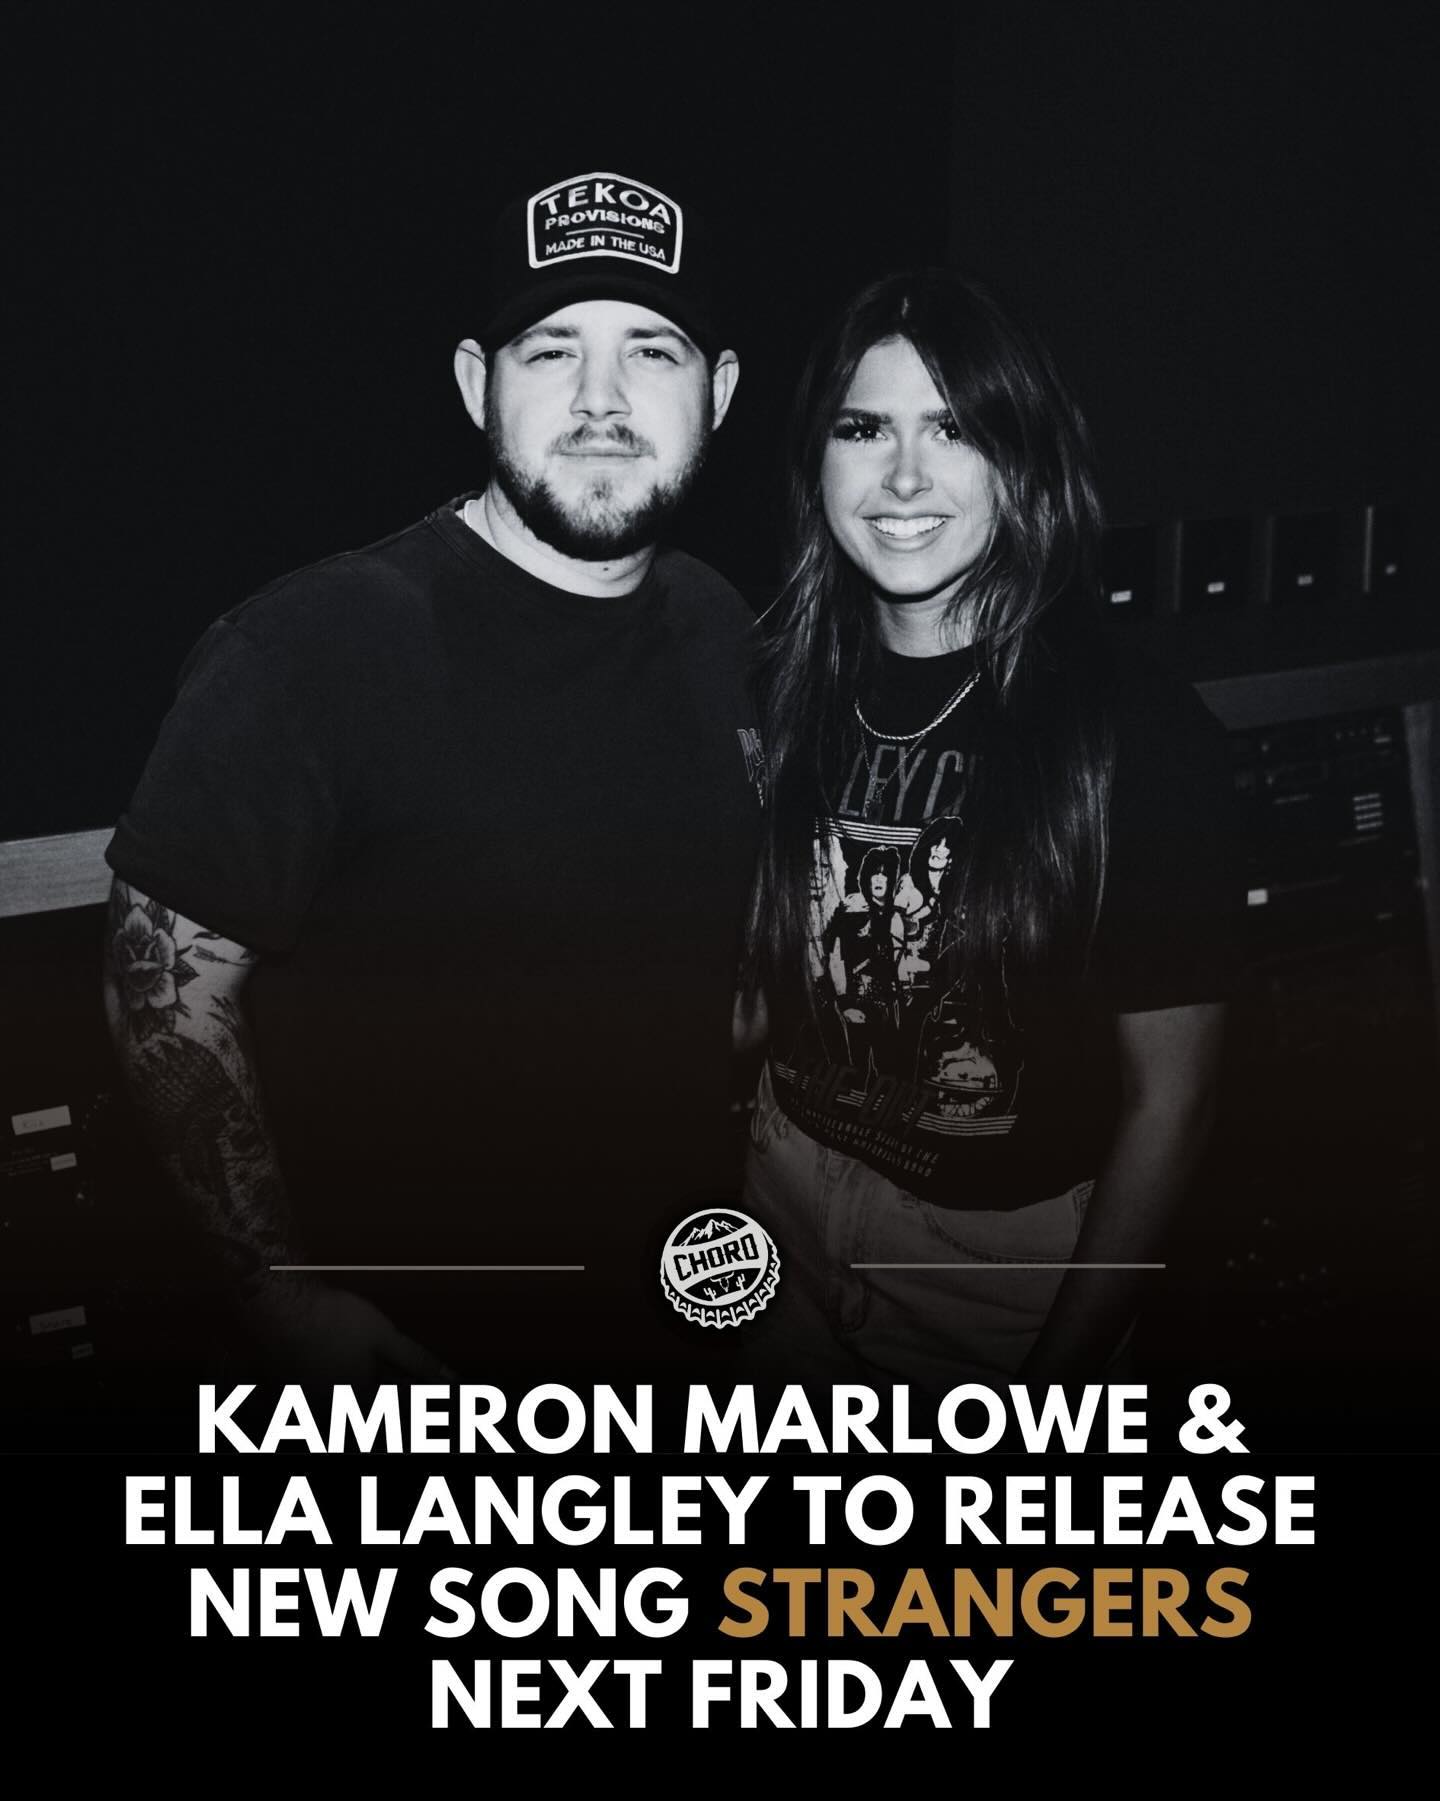 TEKOA
PROVISIONS
MADE IN THE USA
CHORD
KAMERON MARLOWE &
ELLA LANGLEY TO RELEASE
NEW SONG STRANGERS
NEXT FRIDAY